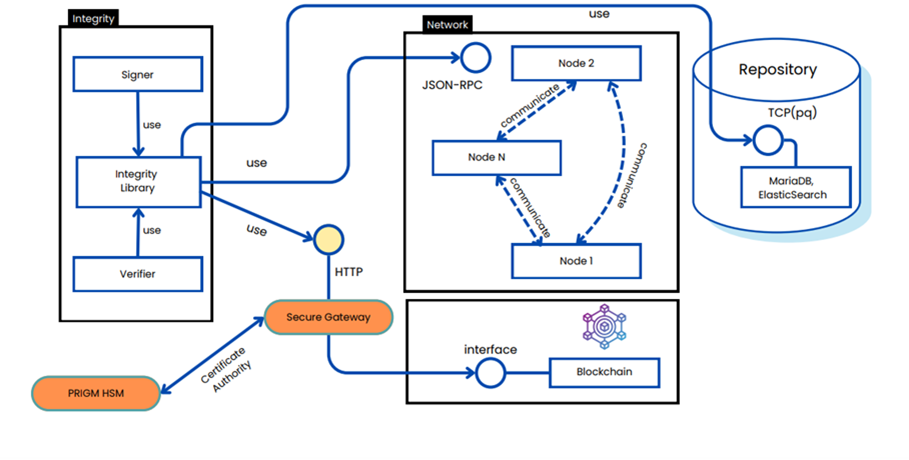 Integrity
Signer
use
Integrity
Library
use
Verifier
use
use
use
HTTP
Secure Gateway
Certificate
Authority
PRIGM HSM
Network
JSON-RPC
Node 2
communicate
Node N
communicate
communicate
Node 1
interface
Blockchain
Repository
TCP(pq)
MariaDB,
ElasticSearch